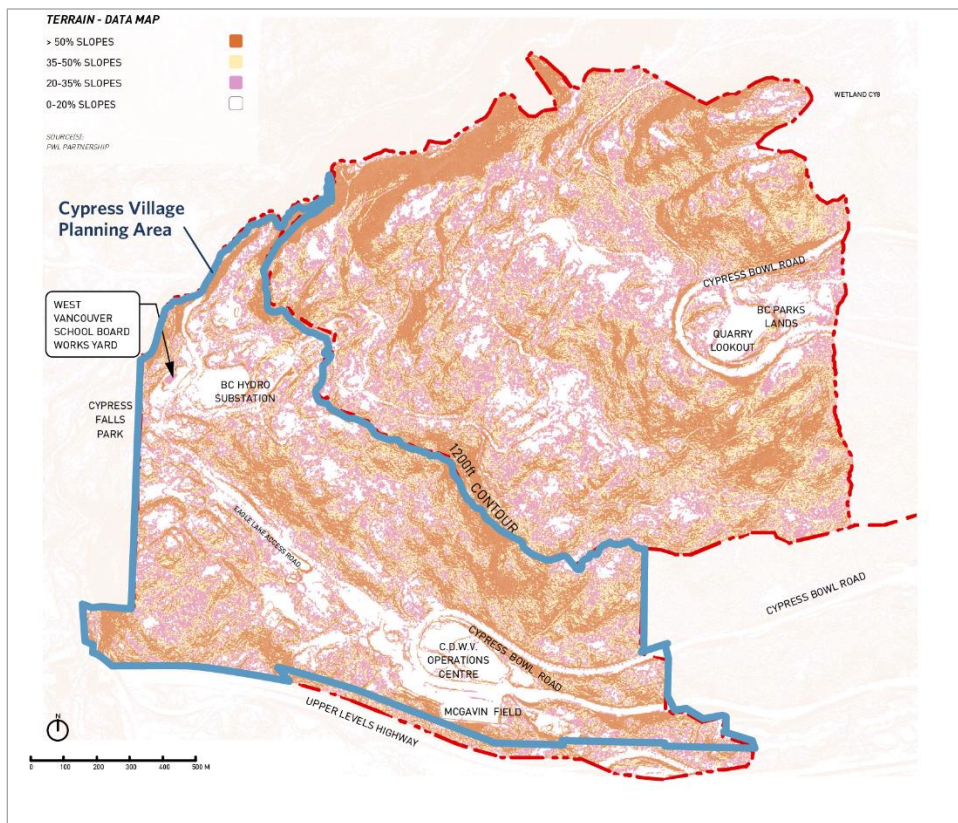 TERRAIN - DATA MAP
> 50% SLOPES
35-50% SLOPES
20-35% SLOPES
0-20% SLOPES
SOURCE(S):
PWL PARTNERSHIP
WETLAND CY8
Cypress Village
Planning Area
CYPRESS BOWL ROAD
WEST
VANCOUVER
SCHOOL BOARD
WORKS YARD
BC PARKS
LANDS
QUARRY
LOOKOUT
BC HYDRO
SUBSTATION
CYPRESS
FALLS
PARK
1200ft CONTOUR
EAGLE LAKE ACCESS ROAD
CYPRESS BOWL ROAD
CYPRESS BOWL ROAD
C.D.W.V.
OPERATIONS
CENTRE
MCGAVIN FIELD
UPPER LEVELS HIGHWAY
N
0 100 200 300 400 500 M